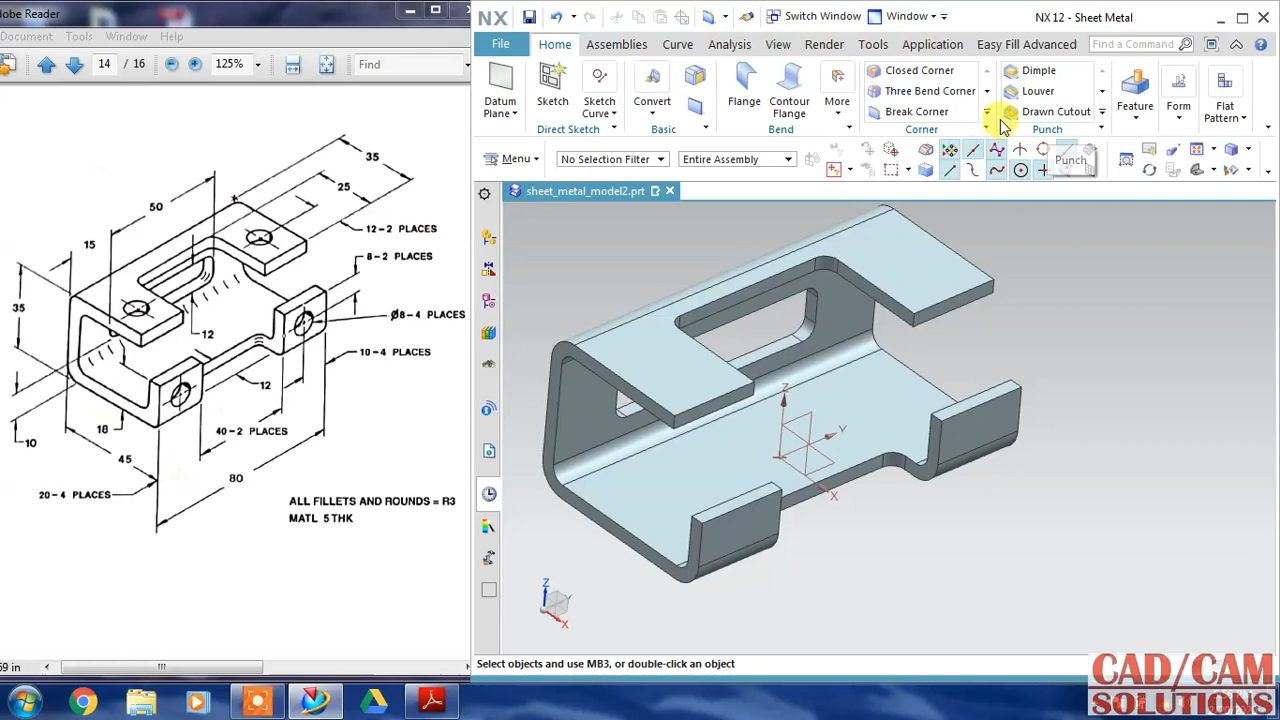 dobe Reader
Document Tools Window Help
14 / 16 125% Find
35
25
50
15
12-2 PLACES
8-2 PLACES
35
12
Ø8-4 PLACES
10-4 PLACES
12
18
10
40-2 PLACES
45
80
20-4 PLACES
ALL FILLETS AND ROUNDS = R3
MATL 5 THK
59 in
NX Switch Window Window NX 12 - Sheet Metal
File Home Assemblies Curve Analysis View Render Tools Application Easy Fill Advanced Find a Command
Datum Plane Sketch Sketch Curve Convert Flange Contour Flange More
Closed Corner
Three Bend Corner
Break Corner
Dimple
Louver
Drawn Cutout
Feature Form Flat Pattern
Direct Sketch Basic Bend Corner Punch
Menu No Selection Filter Entire Assembly Punch
sheet_metal_model2.prt
Z
Y
X
Z
Y
X
Select objects and use MB3, or double-click an object
CAD/CAM
SOLUTIONS